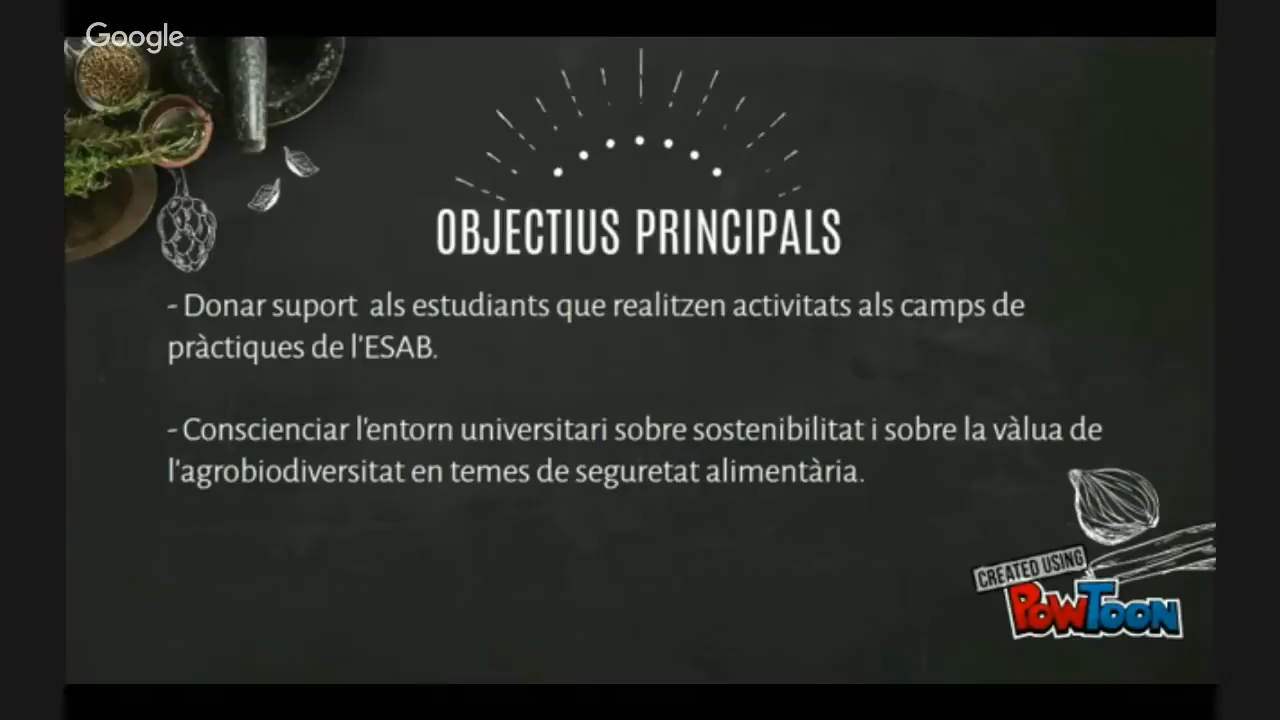 Google
OBJECTIUS PRINCIPALS
- Donar suport  als estudiants que realitzen activitats als camps de
pràctiques de l'ESAB.
- Conscienciar l'entorn universitari sobre sostenibilitat i sobre la vàlua de
l'agrobiodiversitat en temes de seguretat alimentària.
CREATED USING
POWTOON